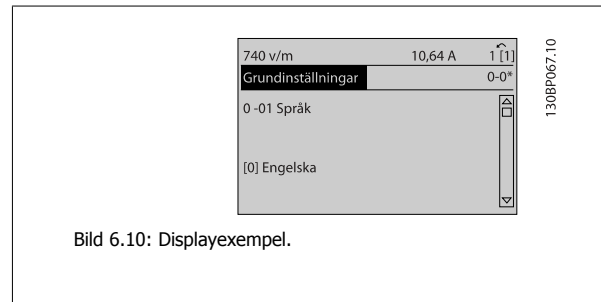 740 v/m 10,64 A 1 [1]
Grundinställningar 0-0*
0 -01 Språk
[0] Engelska
130BP067.10
Bild 6.10: Displayexempel.